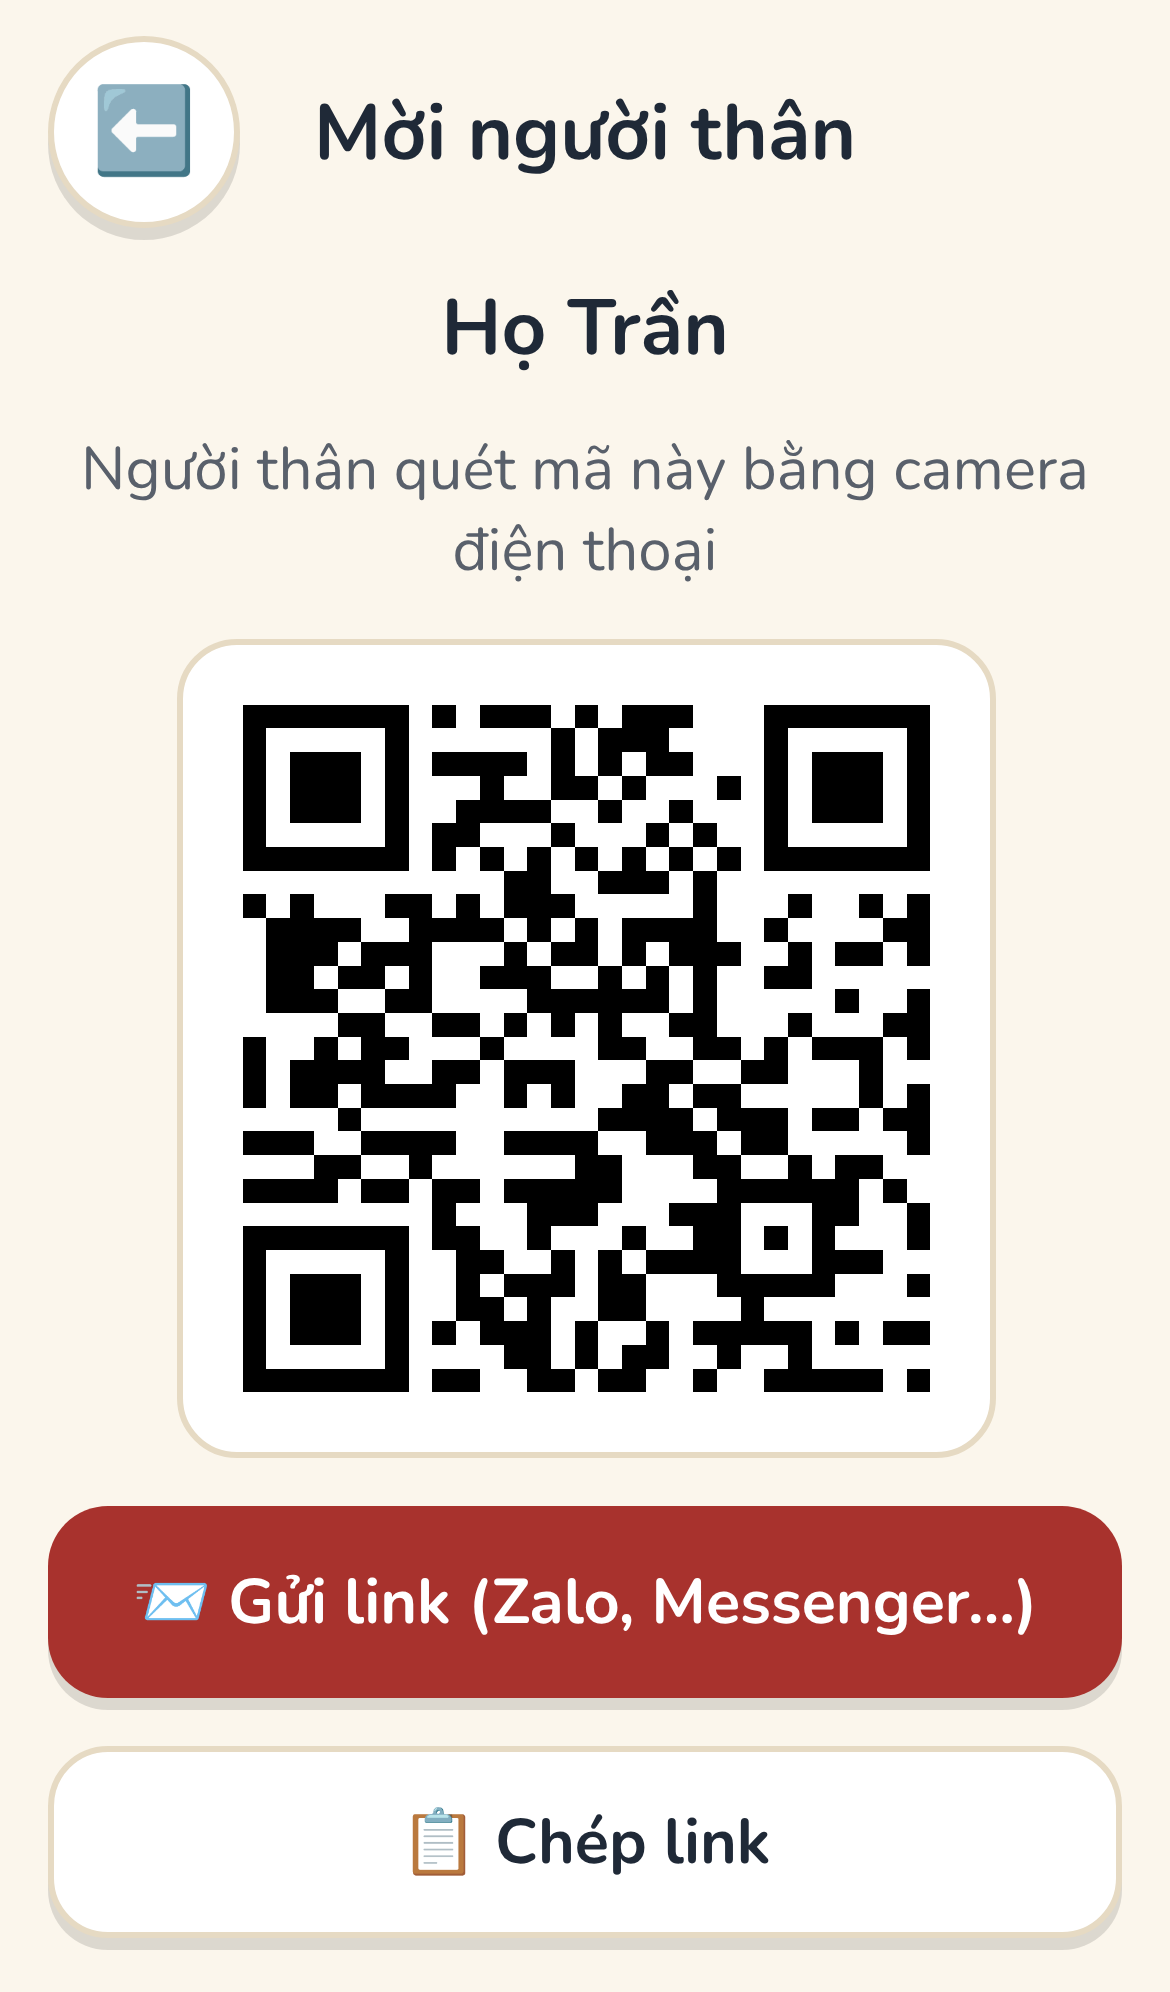 Mời người thân
Họ Trần
Người thân quét mã này bằng camera
điện thoại
Gửi link (Zalo, Messenger...)
Chép link